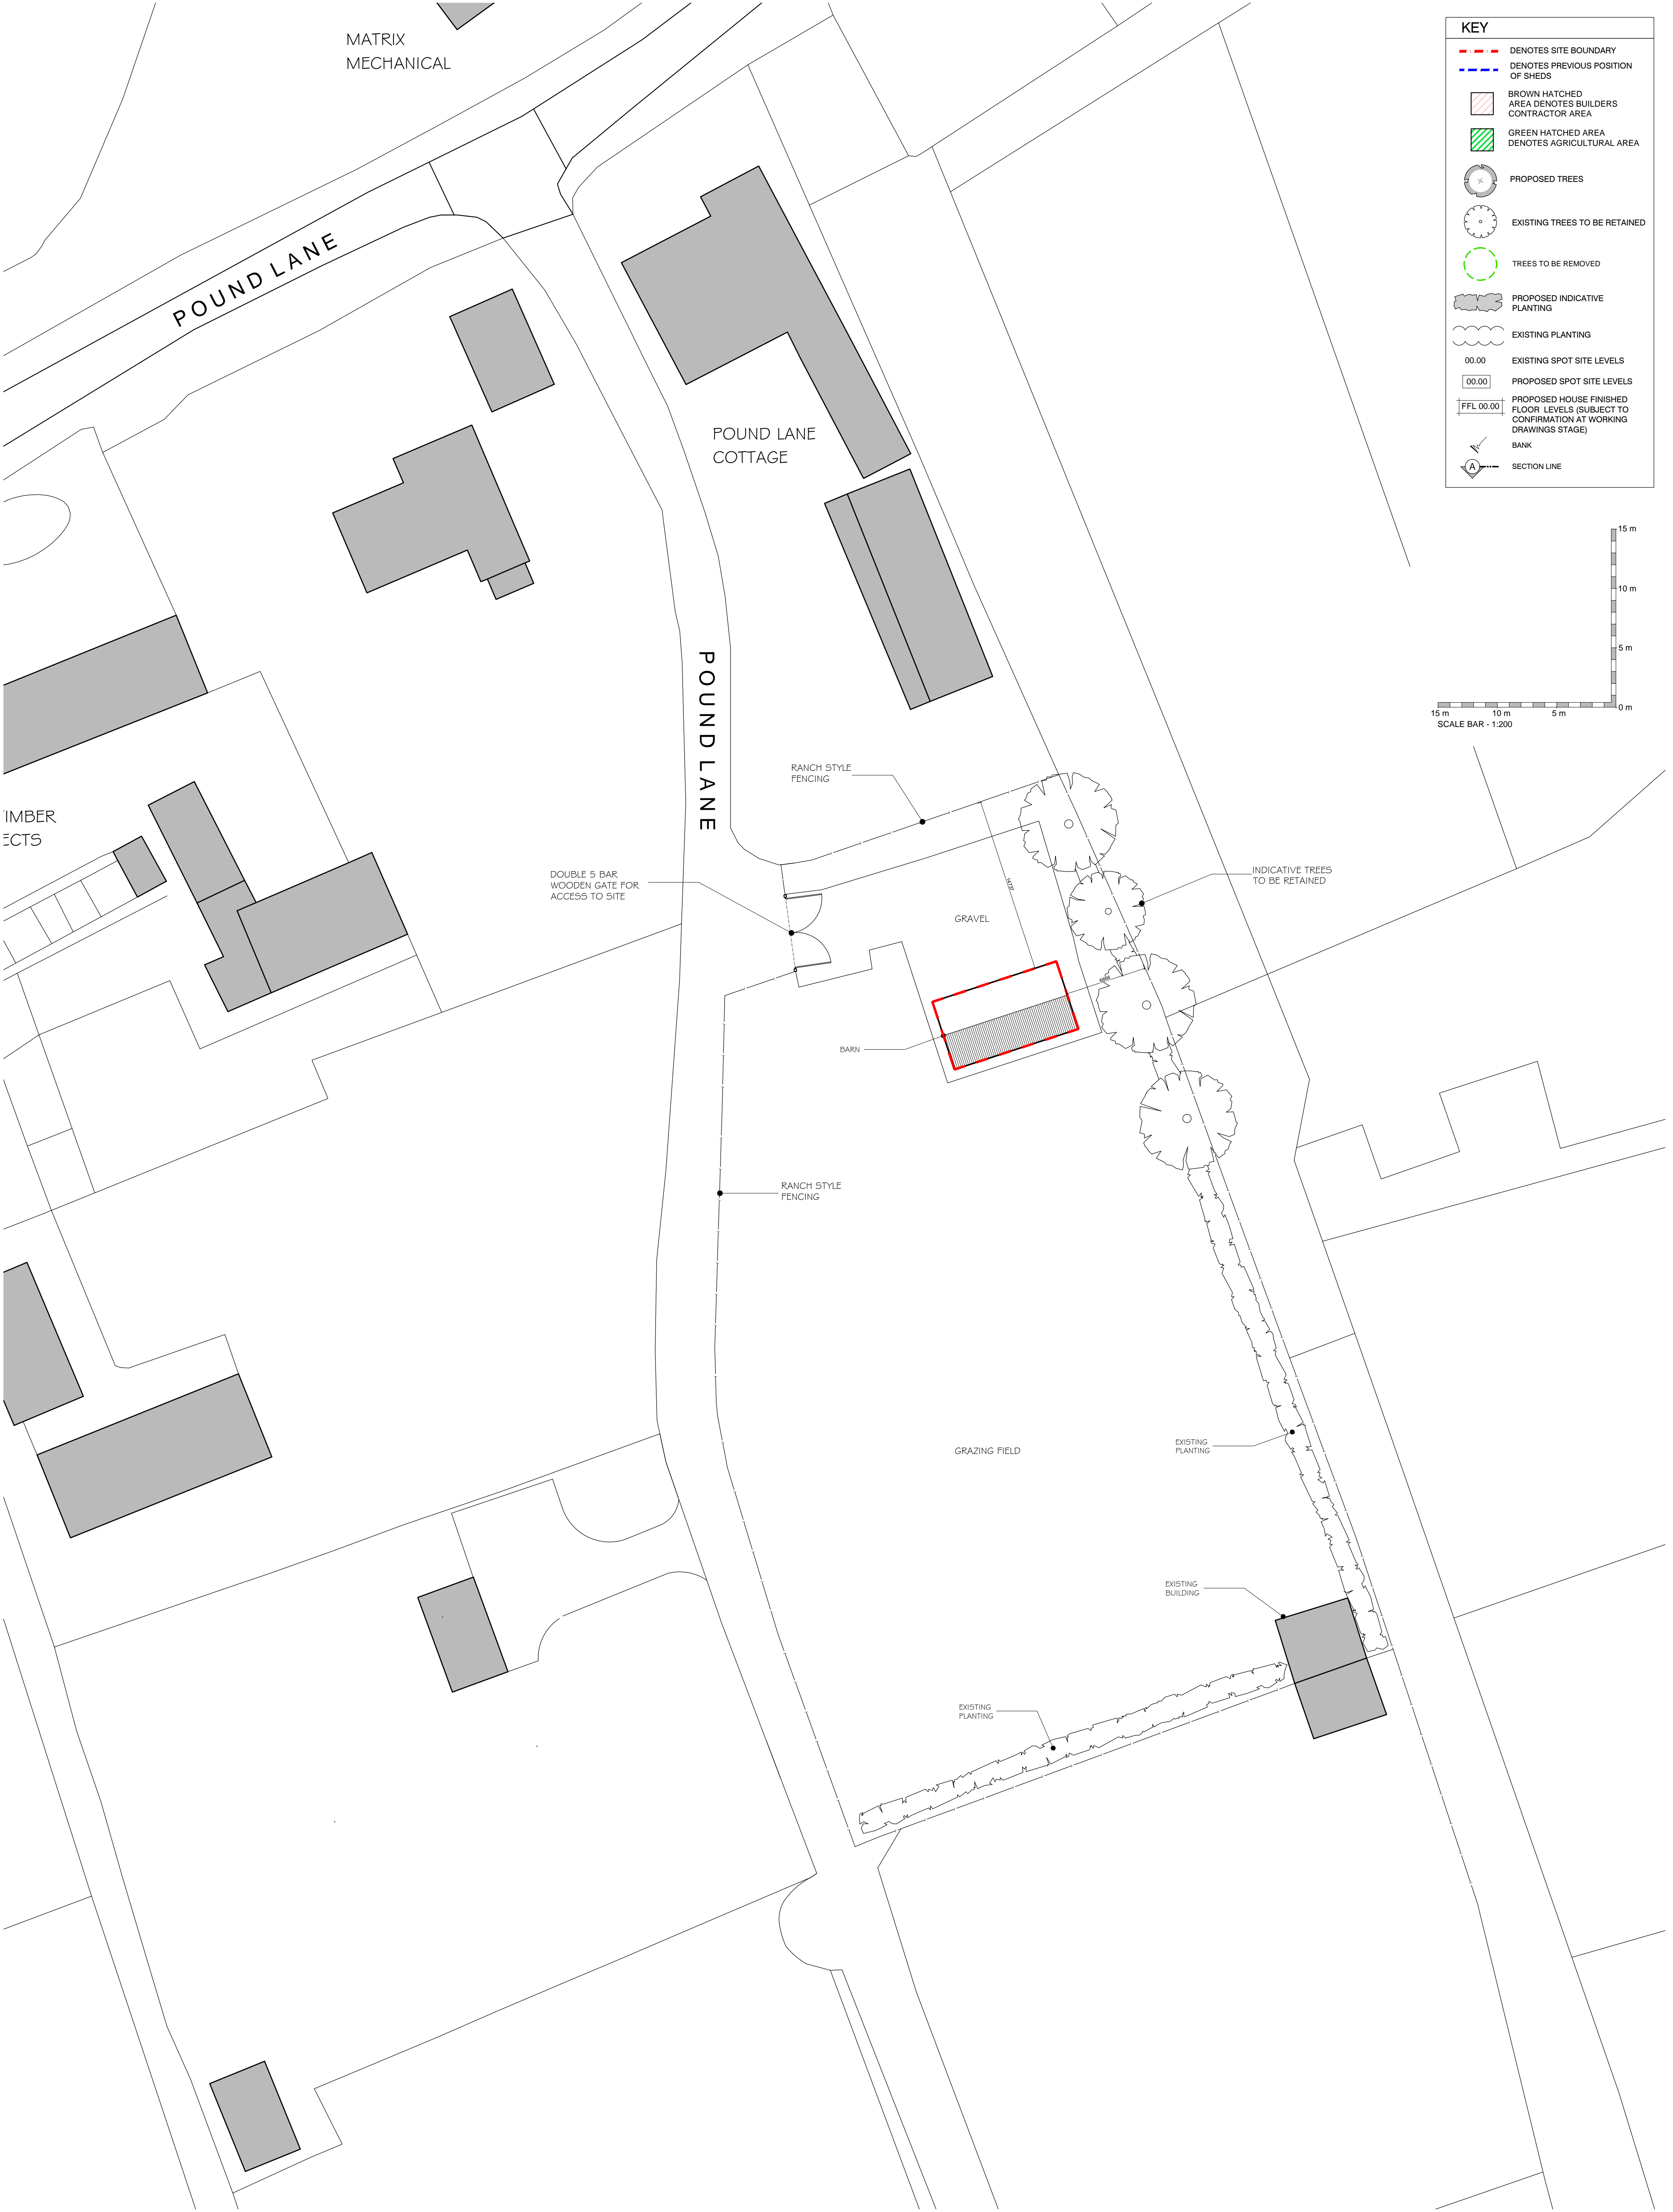 MATRIX
MECHANICAL
POUND LANE
POUND LANE
COTTAGE
POUND LANE
RANCH STYLE
FENCING
DOUBLE 5 BAR
WOODEN GATE FOR
ACCESS TO SITE
INDICATIVE TREES
TO BE RETAINED
GRAVEL
BARN
RANCH STYLE
FENCING
GRAZING FIELD
EXISTING
PLANTING
EXISTING
BUILDING
EXISTING
PLANTING
IMBER
ECTS
KEY
DENOTES SITE BOUNDARY
DENOTES PREVIOUS POSITION
OF SHEDS
BROWN HATCHED
AREA DENOTES BUILDERS
CONTRACTOR AREA
GREEN HATCHED AREA
DENOTES AGRICULTURAL AREA
PROPOSED TREES
EXISTING TREES TO BE RETAINED
TREES TO BE REMOVED
PROPOSED INDICATIVE
PLANTING
EXISTING PLANTING
00.00 EXISTING SPOT SITE LEVELS
00.00 PROPOSED SPOT SITE LEVELS
FFL 00.00 PROPOSED HOUSE FINISHED
FLOOR LEVELS (SUBJECT TO
CONFIRMATION AT WORKING
DRAWINGS STAGE)
BANK
A SECTION LINE
15 m
10 m
5 m
0 m
15 m 10 m 5 m
SCALE BAR - 1:200